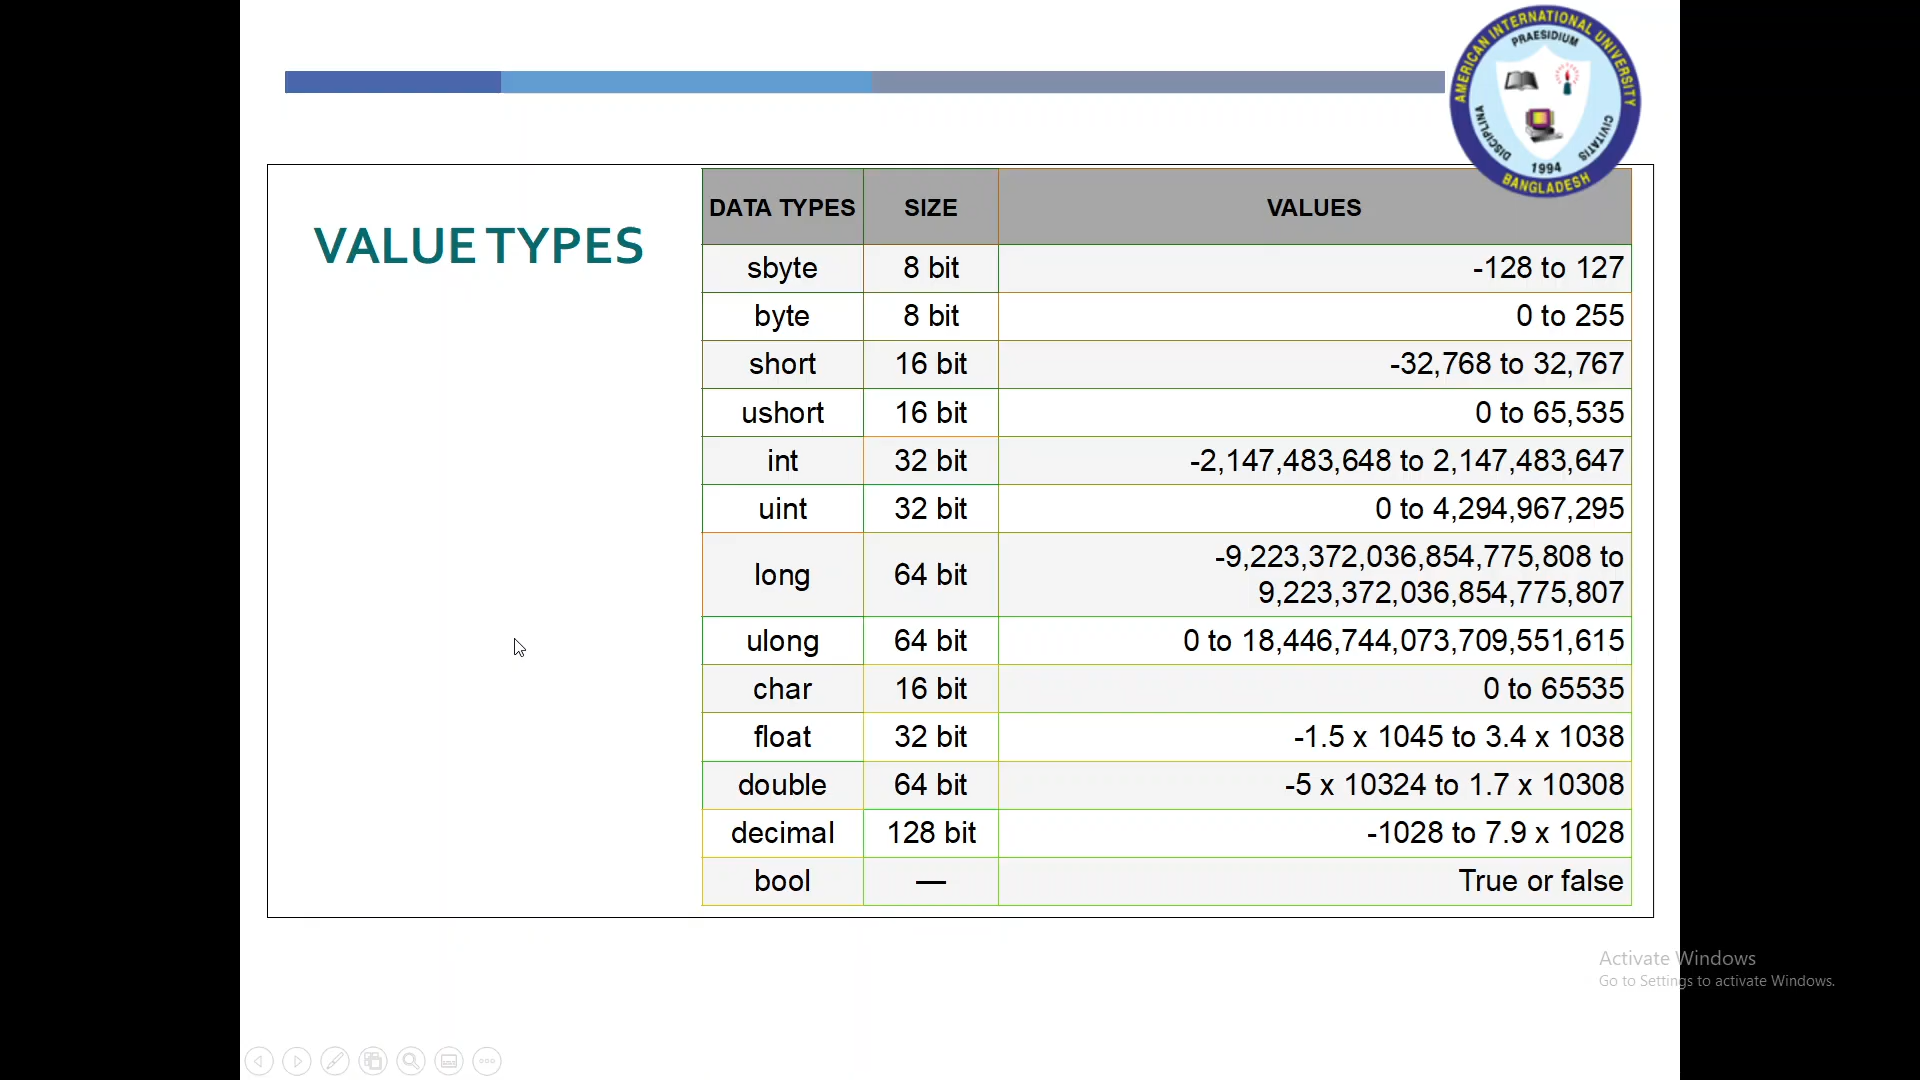 AMERICAN INTERNATIONAL UNIVERSITY
PRAESIDIUM
DISCIPLINA
CIVITATIS
1994
BANGLADESH
VALUE TYPES
DATA TYPES SIZE VALUES
sbyte 8 bit -128 to 127
byte 8 bit 0 to 255
short 16 bit -32,768 to 32,767
ushort 16 bit 0 to 65,535
int 32 bit -2,147,483,648 to 2,147,483,647
uint 32 bit 0 to 4,294,967,295
long 64 bit -9,223,372,036,854,775,808 to
9,223,372,036,854,775,807
ulong 64 bit 0 to 18,446,744,073,709,551,615
char 16 bit 0 to 65535
float 32 bit -1.5 x 1045 to 3.4 x 1038
double 64 bit -5 x 10324 to 1.7 x 10308
decimal 128 bit -1028 to 7.9 x 1028
bool — True or false
Activate Windows
Go to Settings to activate Windows.